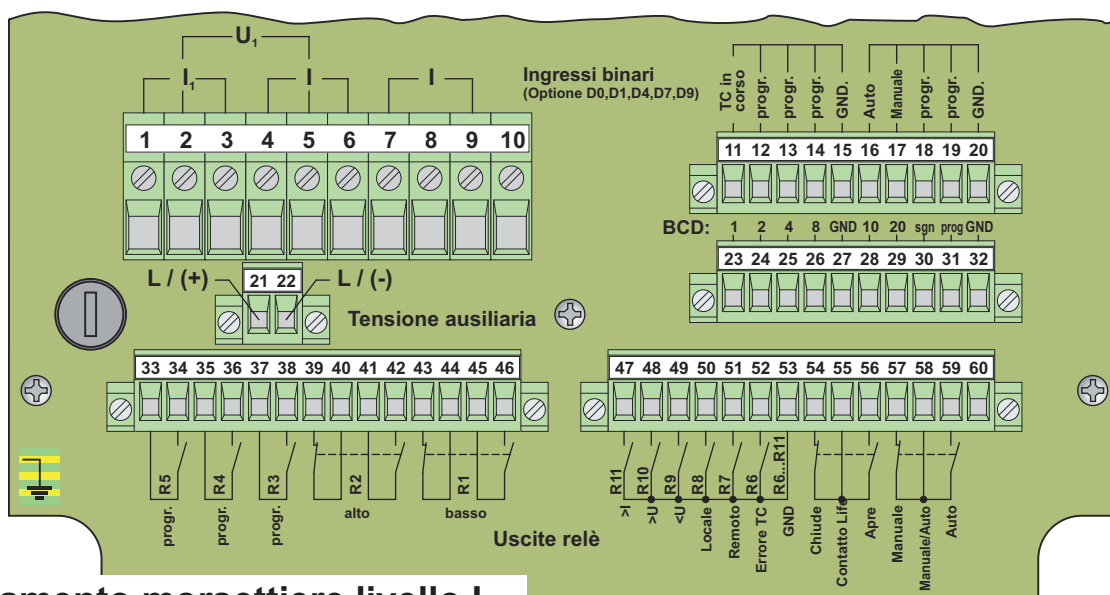 U1
I1 I I
Ingressi binari
(Optione D0,D1,D4,D7,D9)
TC in corso
progr.
progr.
progr.
GND.
Auto
Manuale
progr.
progr.
GND.
1 2 3 4 5 6 7 8 9 10
11 12 13 14 15 16 17 18 19 20
BCD: 1 2 4 8 GND 10 20 sgn prog GND
23 24 25 26 27 28 29 30 31 32
L / (+) 21 22 L / (-)
Tensione ausiliaria
33 34 35 36 37 38 39 40 41 42 43 44 45 46
47 48 49 50 51 52 53 54 55 56 57 58 59 60
R5 R4 R3 R2 R1
progr. progr. progr. alto basso
R11 R10 R9 R8 R7 R6 R6...R11
>I
>U
<U
Locale
Remoto
Errore TC
GND
Chiude
Contatto Life
Apre
Manuale
Manuale/Auto
Auto
Uscite relè
amento morsettiere livello I